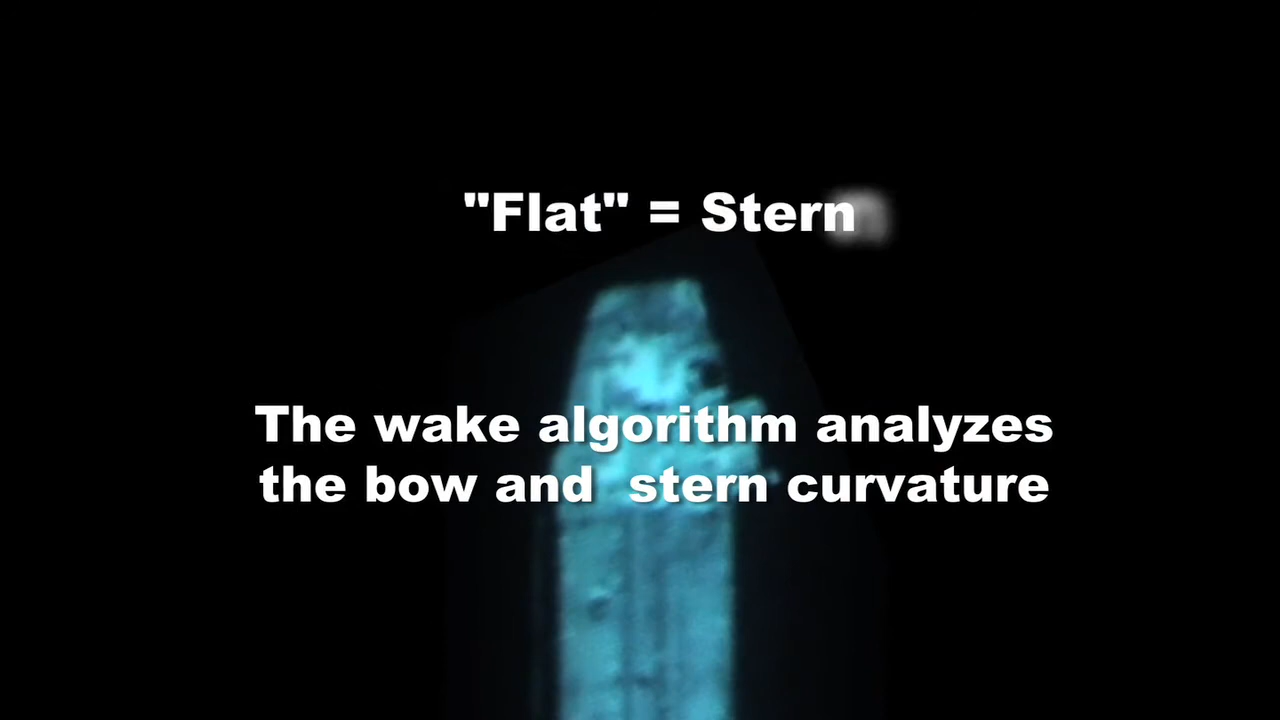 "Flat" = Stern
The wake algorithm analyzes
the bow and  stern curvature